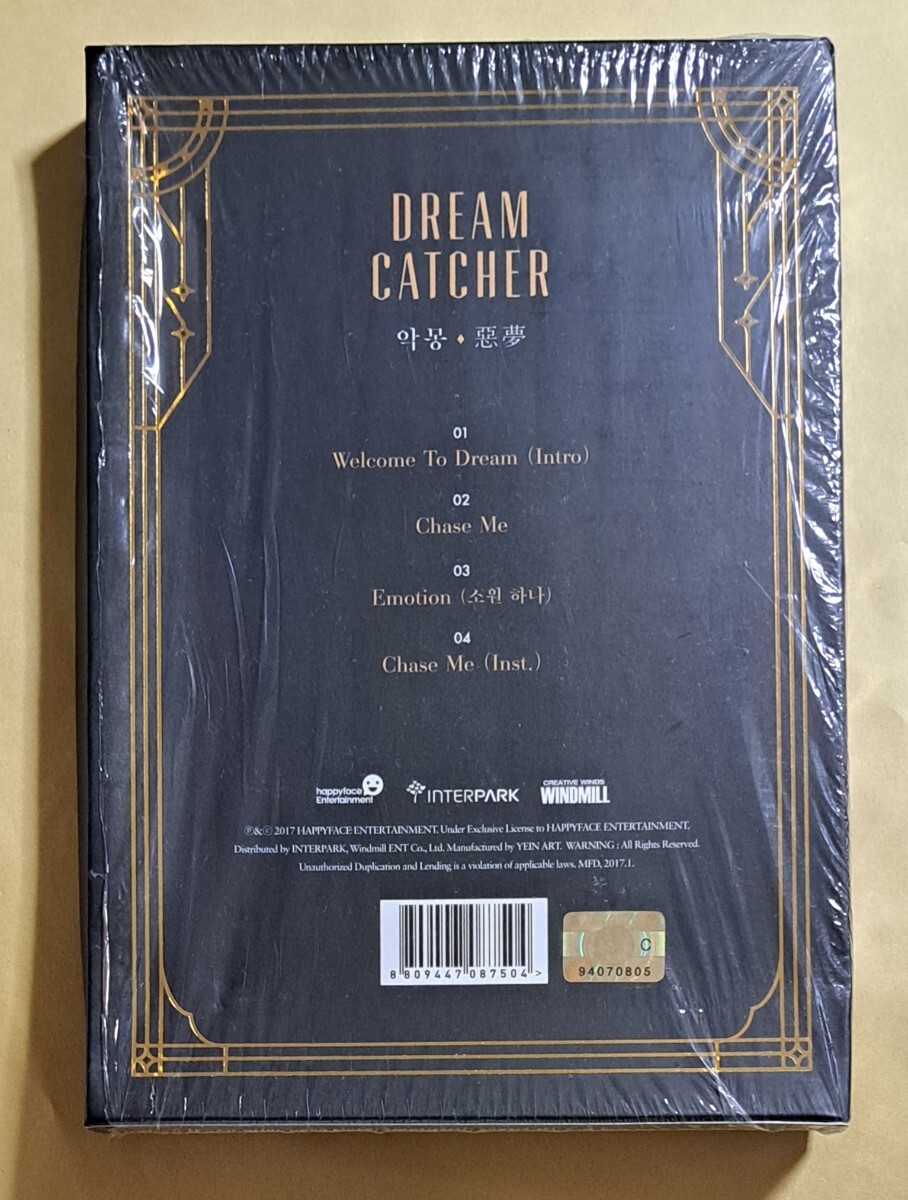 DREAM
CATCHER
악몽 ♦ 惡夢
01
Welcome To Dream (Intro)
02
Chase Me
03
Emotion (소원 하나)
04
Chase Me (Inst.)
happyface
Entertainment
INTERPARK
CREATIVE WINDS
WINDMILL
Ⓟ&ⓒ 2017 HAPPYFACE ENTERTAINMENT. Under Exclusive License to HAPPYFACE ENTERTAINMENT.
Distributed by INTERPARK, Windmill ENT Co., Ltd. Manufactured by YEIN ART. WARNING : All Rights Reserved.
Unauthorized Duplication and Lending is a violation of applicable laws, MFD, 2017.1.
8 809447 087504 >
C
94070805